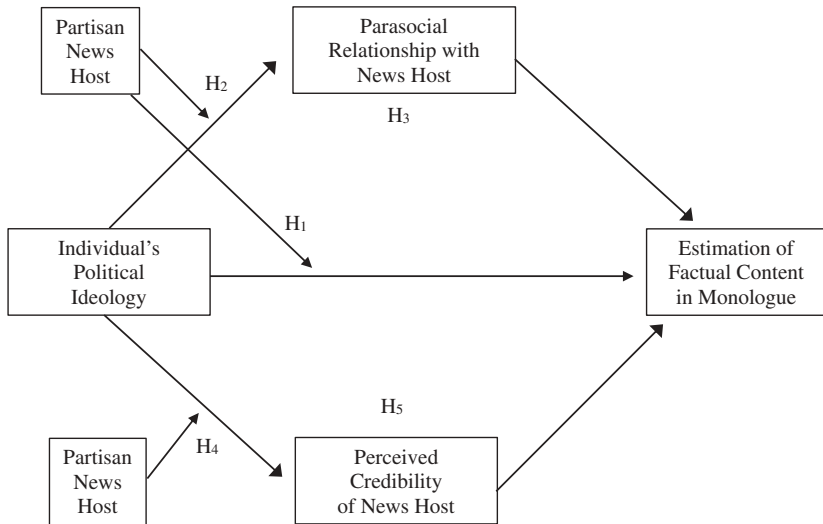 Partisan
News
Host
Parasocial
Relationship with
News Host
H2
H3
H1
Individual's
Political
Ideology
Estimation of
Factual Content
in Monologue
H5
H4
Partisan
News
Host
Perceived
Credibility
of News Host